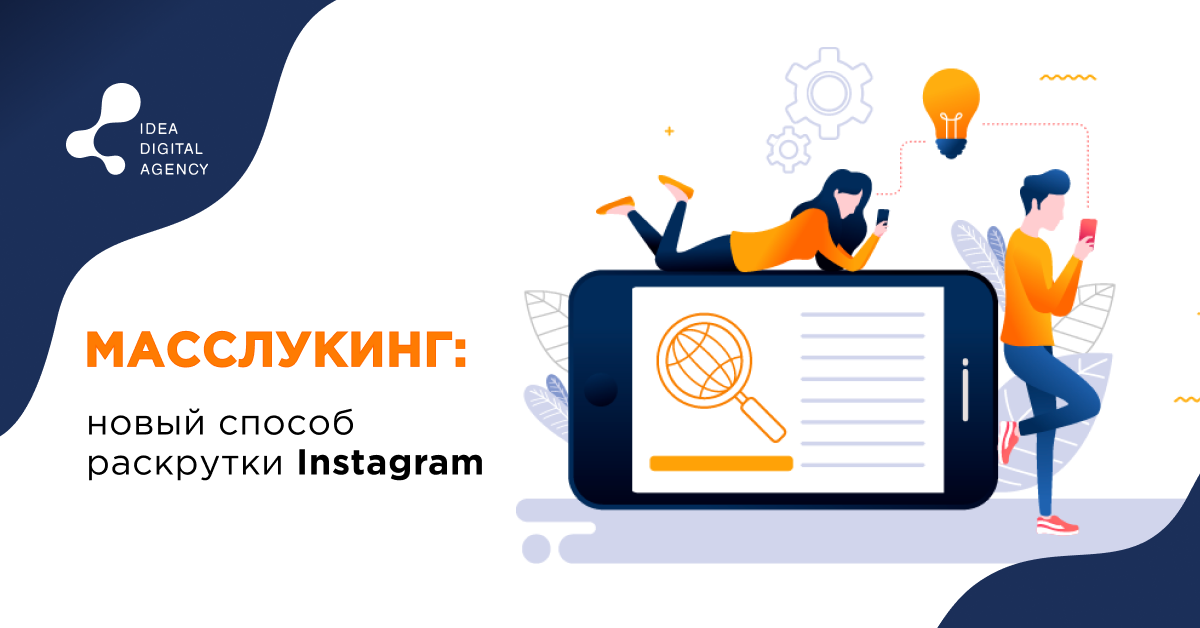 IDEA
DIGITAL
AGENCY
МАССЛУКИНГ:
новый способ
раскрутки Instagram